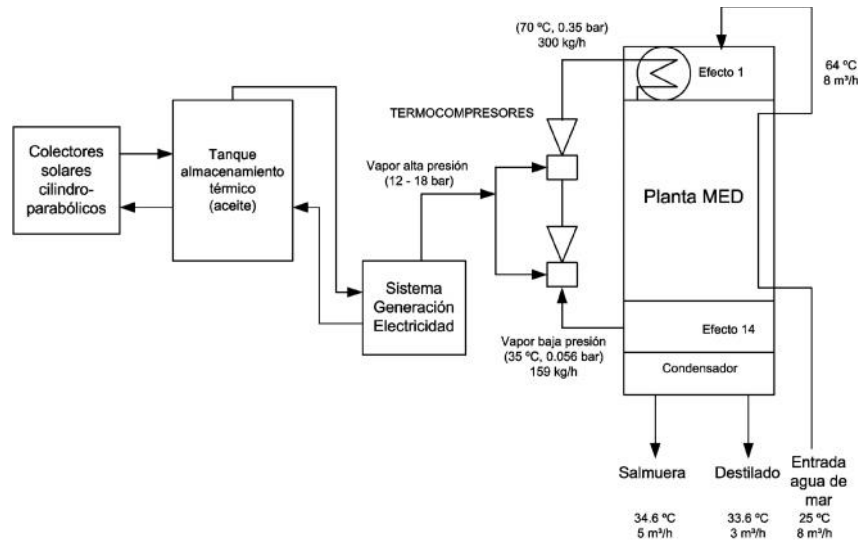 (70 ºC, 0.35 bar)
300 kg/h
Efecto 1
64 ºC
8 m³/h
TERMOCOMPRESORES
Colectores
solares
cilindro-
parabólicos
Tanque
almacenamiento
térmico
(aceite)
Vapor alta presión
(12 - 18 bar)
Planta MED
Sistema
Generación
Electricidad
Efecto 14
Vapor baja presión
(35 ºC, 0.056 bar)
159 kg/h
Condensador
Salmuera
34.6 ºC
5 m³/h
Destilado
33.6 ºC
3 m³/h
Entrada
agua de
mar
25 ºC
8 m³/h